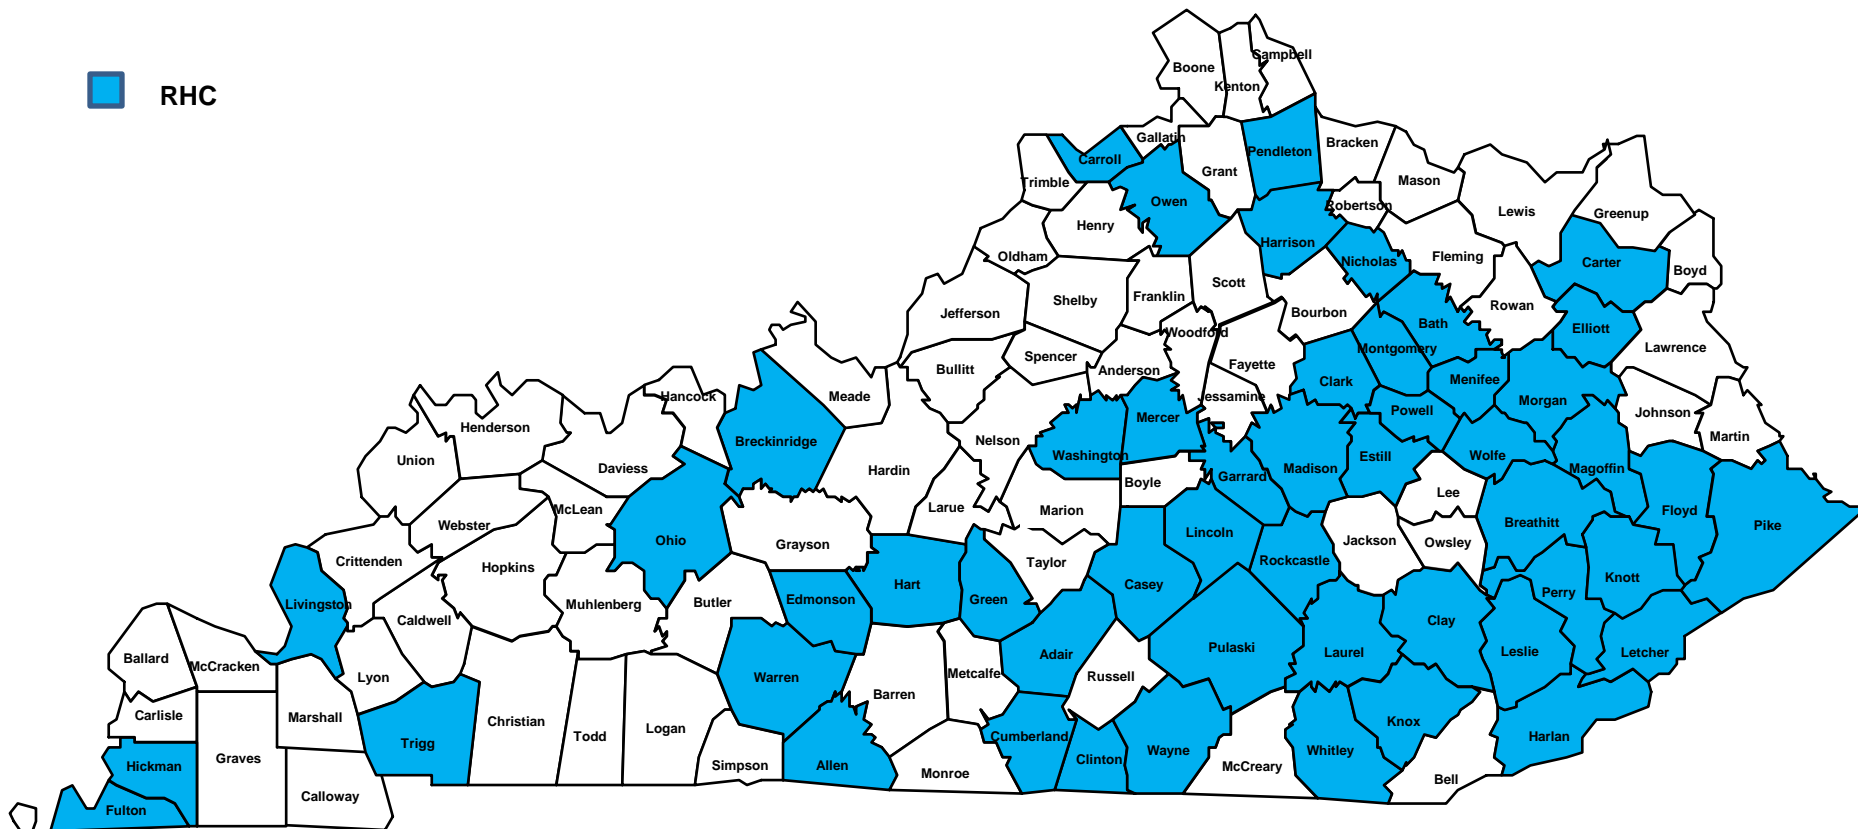 RHC
Boone
Campbell
Kenton
Gallatin
Carroll
Pendleton
Bracken
Grant
Trimble
Mason
Owen
Robertson
Lewis
Greenup
Henry
Harrison
Oldham
Nicholas
Fleming
Carter
Boyd
Scott
Shelby
Franklin
Jefferson
Bourbon
Rowan
Bath
Elliott
Woodford
Montgomery
Lawrence
Spencer
Fayette
Bullitt
Anderson
Clark
Menifee
Meade
Hancock
Jessamine
Morgan
Powell
Johnson
Mercer
Henderson
Breckinridge
Nelson
Martin
Washington
Estill
Wolfe
Union
Daviess
Hardin
Madison
Magoffin
Garrard
Boyle
Lee
Larue
Marion
McLean
Floyd
Webster
Breathitt
Pike
Lincoln
Ohio
Grayson
Jackson
Owsley
Crittenden
Taylor
Rockcastle
Hopkins
Knott
Hart
Casey
Perry
Edmonson
Green
Livingston
Muhlenberg
Butler
Caldwell
Clay
Pulaski
Leslie
Letcher
Laurel
Adair
Ballard
McCracken
Metcalfe
Russell
Lyon
Warren
Barren
Carlisle
Marshall
Christian
Knox
Logan
Todd
Cumberland
Harlan
Trigg
Wayne
Whitley
Graves
Clinton
Hickman
Simpson
Allen
McCreary
Monroe
Bell
Calloway
Fulton